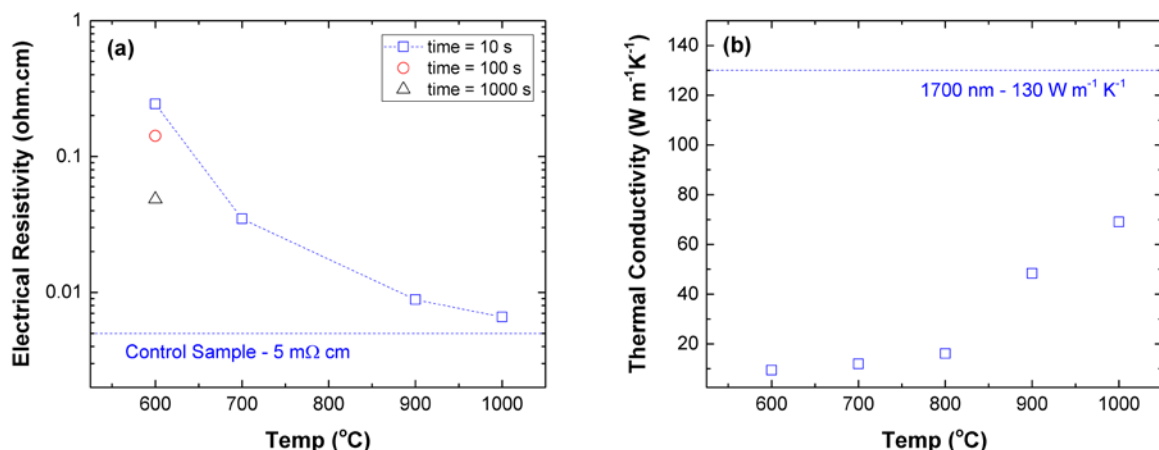 (a)
time = 10 s
time = 100 s
time = 1000 s
1
0.1
0.01
Electrical Resistivity (ohm.cm)
Control Sample - 5 mΩ cm
600 700 800 900 1000
Temp (°C)
(b)
1700 nm - 130 W m⁻¹ K⁻¹
140
120
100
80
60
40
20
Thermal Conductivity (W m⁻¹K⁻¹)
600 700 800 900 1000
Temp (°C)